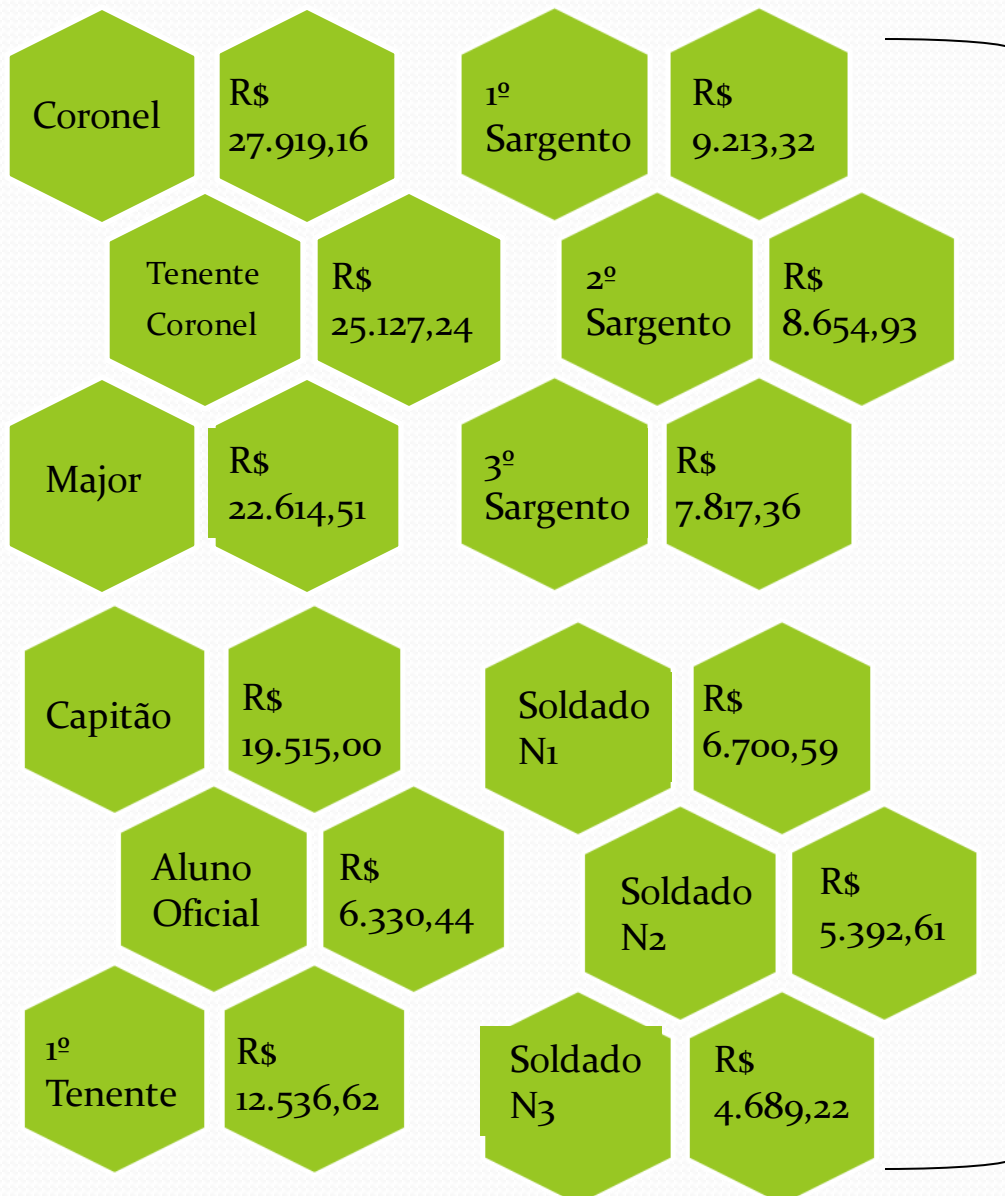 Coronel
R$
27.919,16
Tenente
Coronel
R$
25.127,24
Major
R$
22.614,51
1º
Sargento
R$
9.213,32
2º
Sargento
R$
8.654,93
3º
Sargento
R$
7.817,36
Capitão
R$
19.515,00
Aluno
Oficial
R$
6.330,44
1º
Tenente
R$
12.536,62
Soldado
N1
R$
6.700,59
Soldado
N2
R$
5.392,61
Soldado
N3
R$
4.689,22